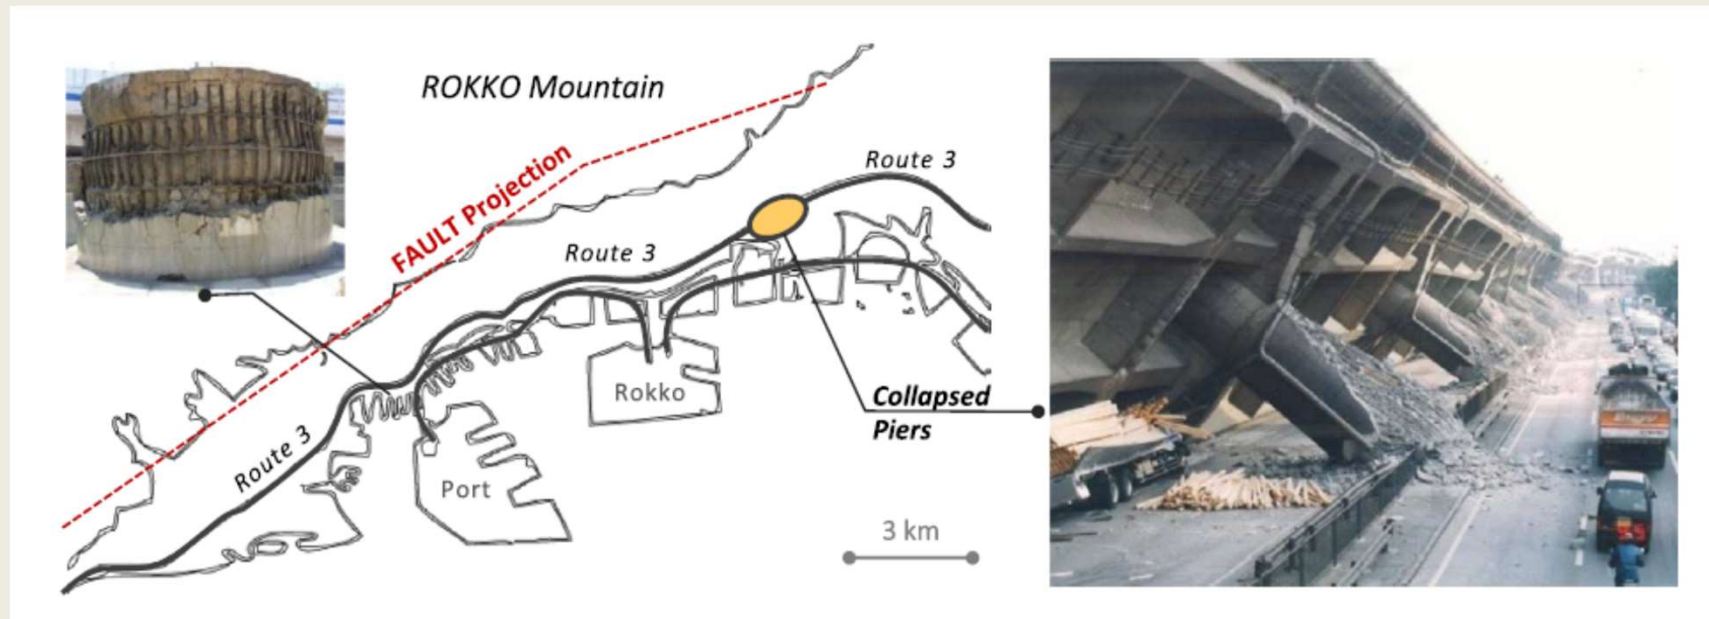 ROKKO Mountain
FAULT Projection
Route 3
Route 3
Route 3
Rokko
Port
Collapsed
Piers
3 km